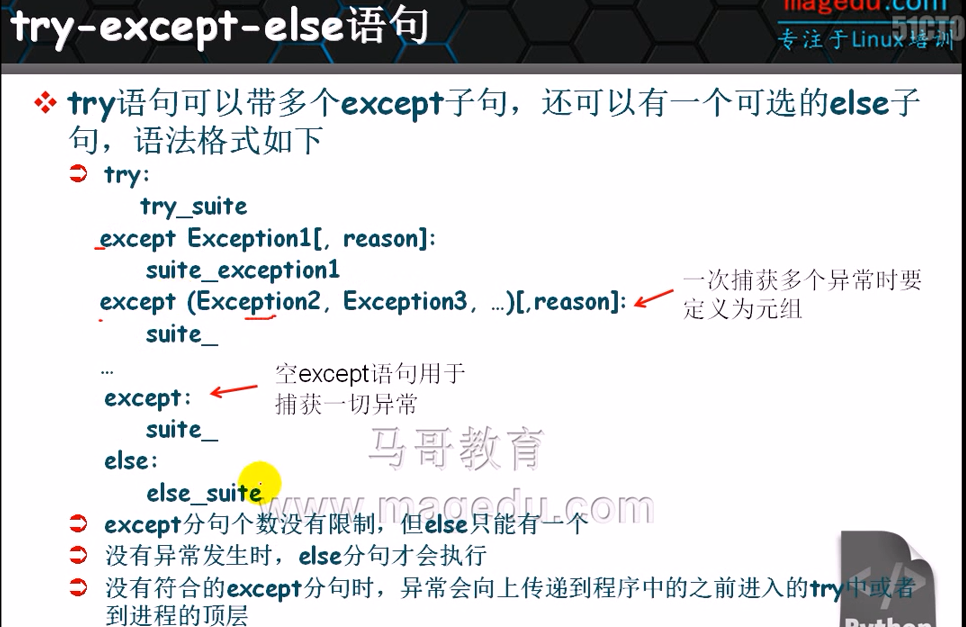 magedu.com
try-except-else语句
51CTO
专注于Linux培训
try语句可以带多个except子句，还可以有一个可选的else子
句，语法格式如下
try:
try_suite
except Exception1[, reason]:
suite_exception1
except (Exception2, Exception3, …)[,reason]:
一次捕获多个异常时要
定义为元组
suite_
…
except:
空except语句用于
捕获一切异常
suite_
else:
else_suite
马哥教育
www.magedu.com
except分句个数没有限制，但else只能有一个
没有异常发生时，else分句才会执行
没有符合的except分句时，异常会向上传递到程序中的之前进入的try中或者
到进程的顶层
</>
Python